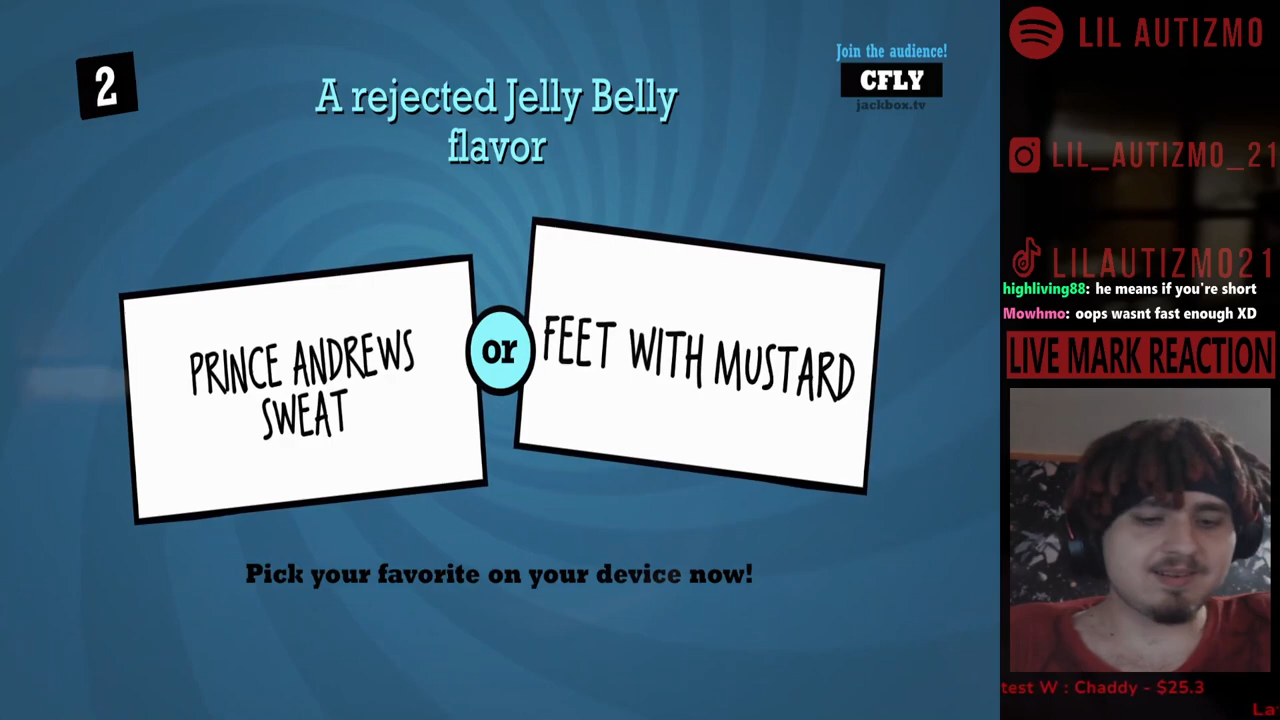 2
A rejected Jelly Belly
flavor
Join the audience!
CFLY
jackbox.tv
PRINCE ANDREWS
SWEAT
or
FEET WITH MUSTARD
Pick your favorite on your device now!
LIL AUTIZMO
LIL_AUTIZMO_21
LILAUTIZMO21
highliving88: he means if you're short
Mowhmo: oops wasnt fast enough XD
LIVE MARK REACTION
test W : Chaddy - $25.3
La